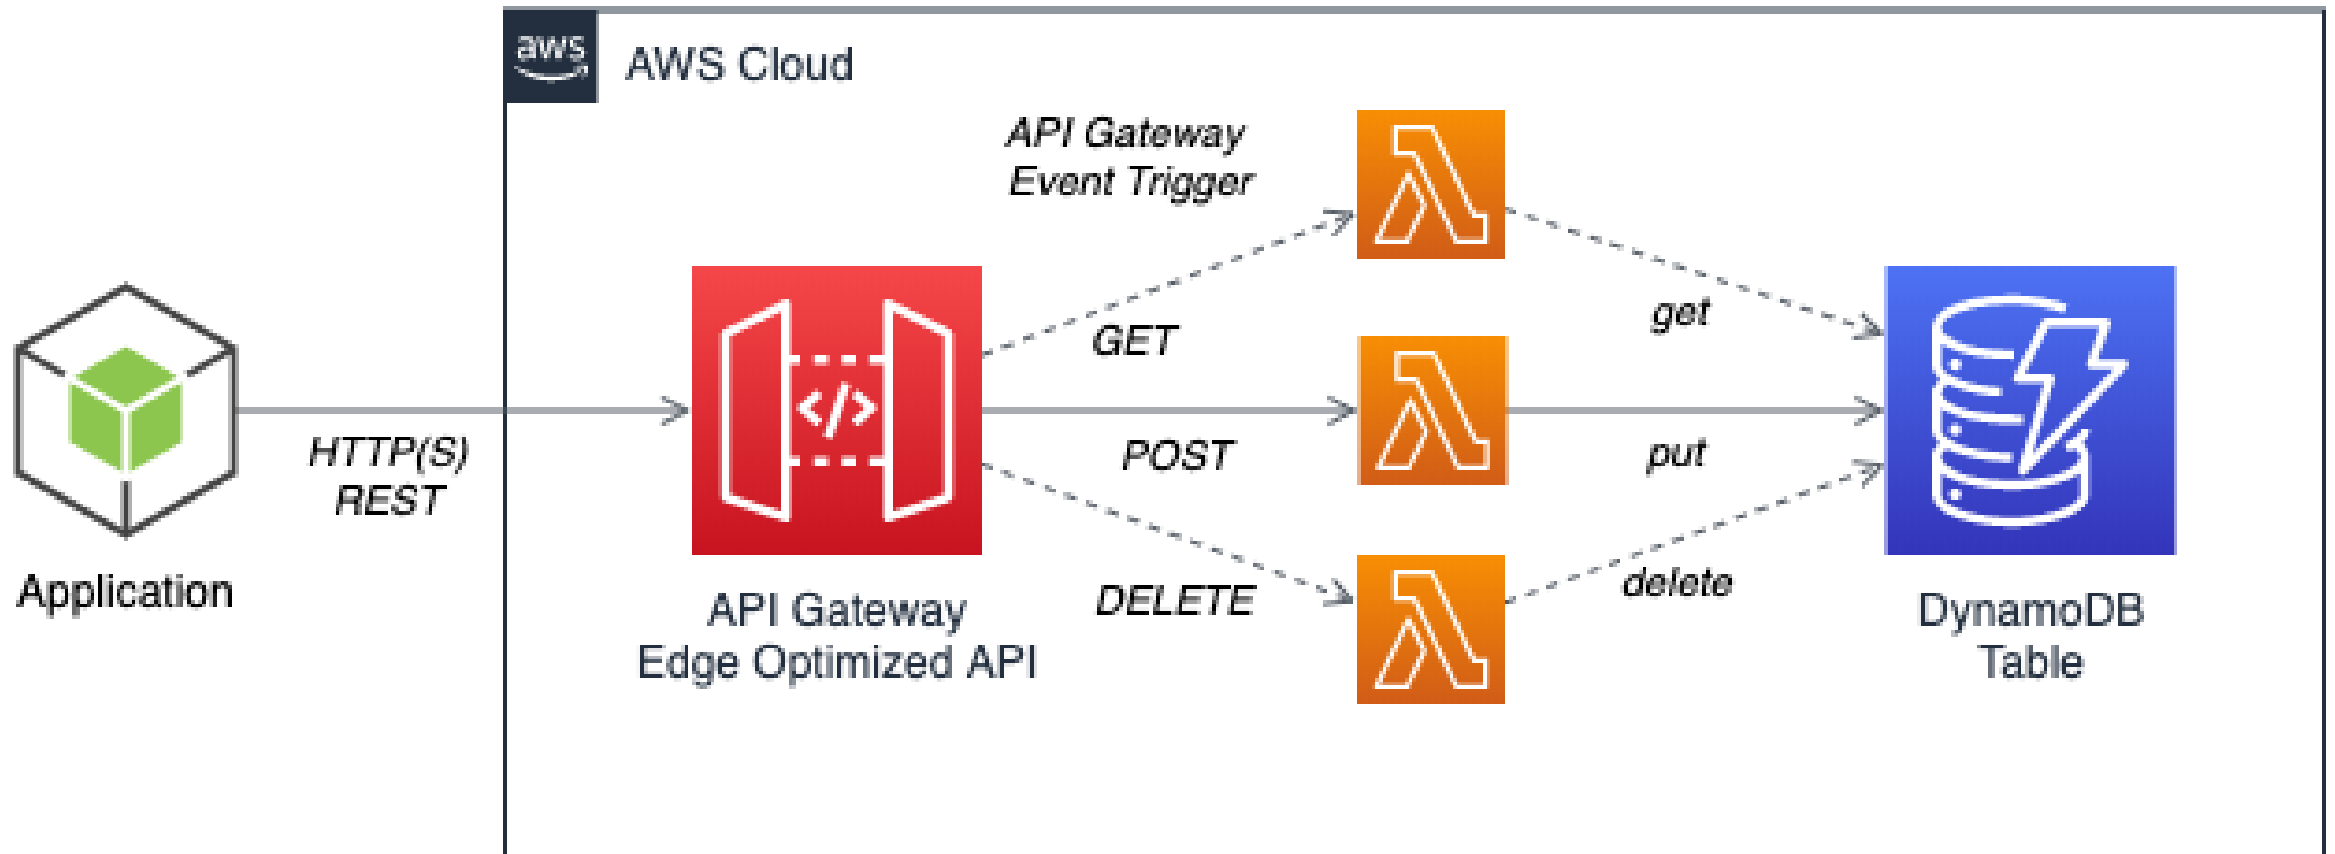 aws
AWS Cloud
API Gateway
Event Trigger
GET
get
HTTP(S)
REST
POST
put
Application
API Gateway
Edge Optimized API
DELETE
delete
DynamoDB
Table